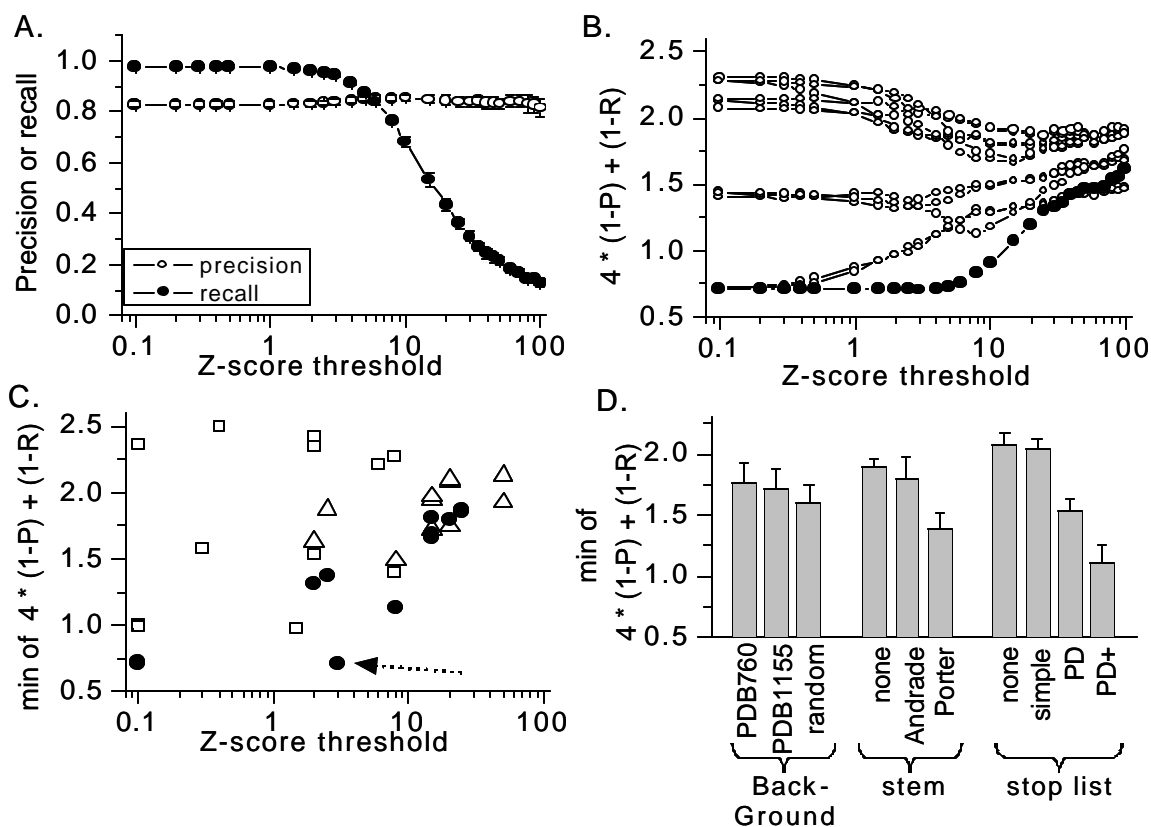 A.
Precision or recall
1.0
0.8
0.6
0.4
0.2
0.0
precision
recall
0.1
1
10
100
Z-score threshold
B.
4 * (1-P) + (1-R)
2.5
2.0
1.5
1.0
0.5
0.1
1
10
100
Z-score threshold
C.
min of 4 * (1-P) + (1-R)
2.5
2.0
1.5
1.0
0.5
0.1
1
10
100
Z-score threshold
D.
min of
4 * (1-P) + (1-R)
2.0
1.5
1.0
0.5
PDB760
PDB1155
random
none
Andrade
Porter
none
simple
PD
PD+
Back-
Ground
stem
stop list